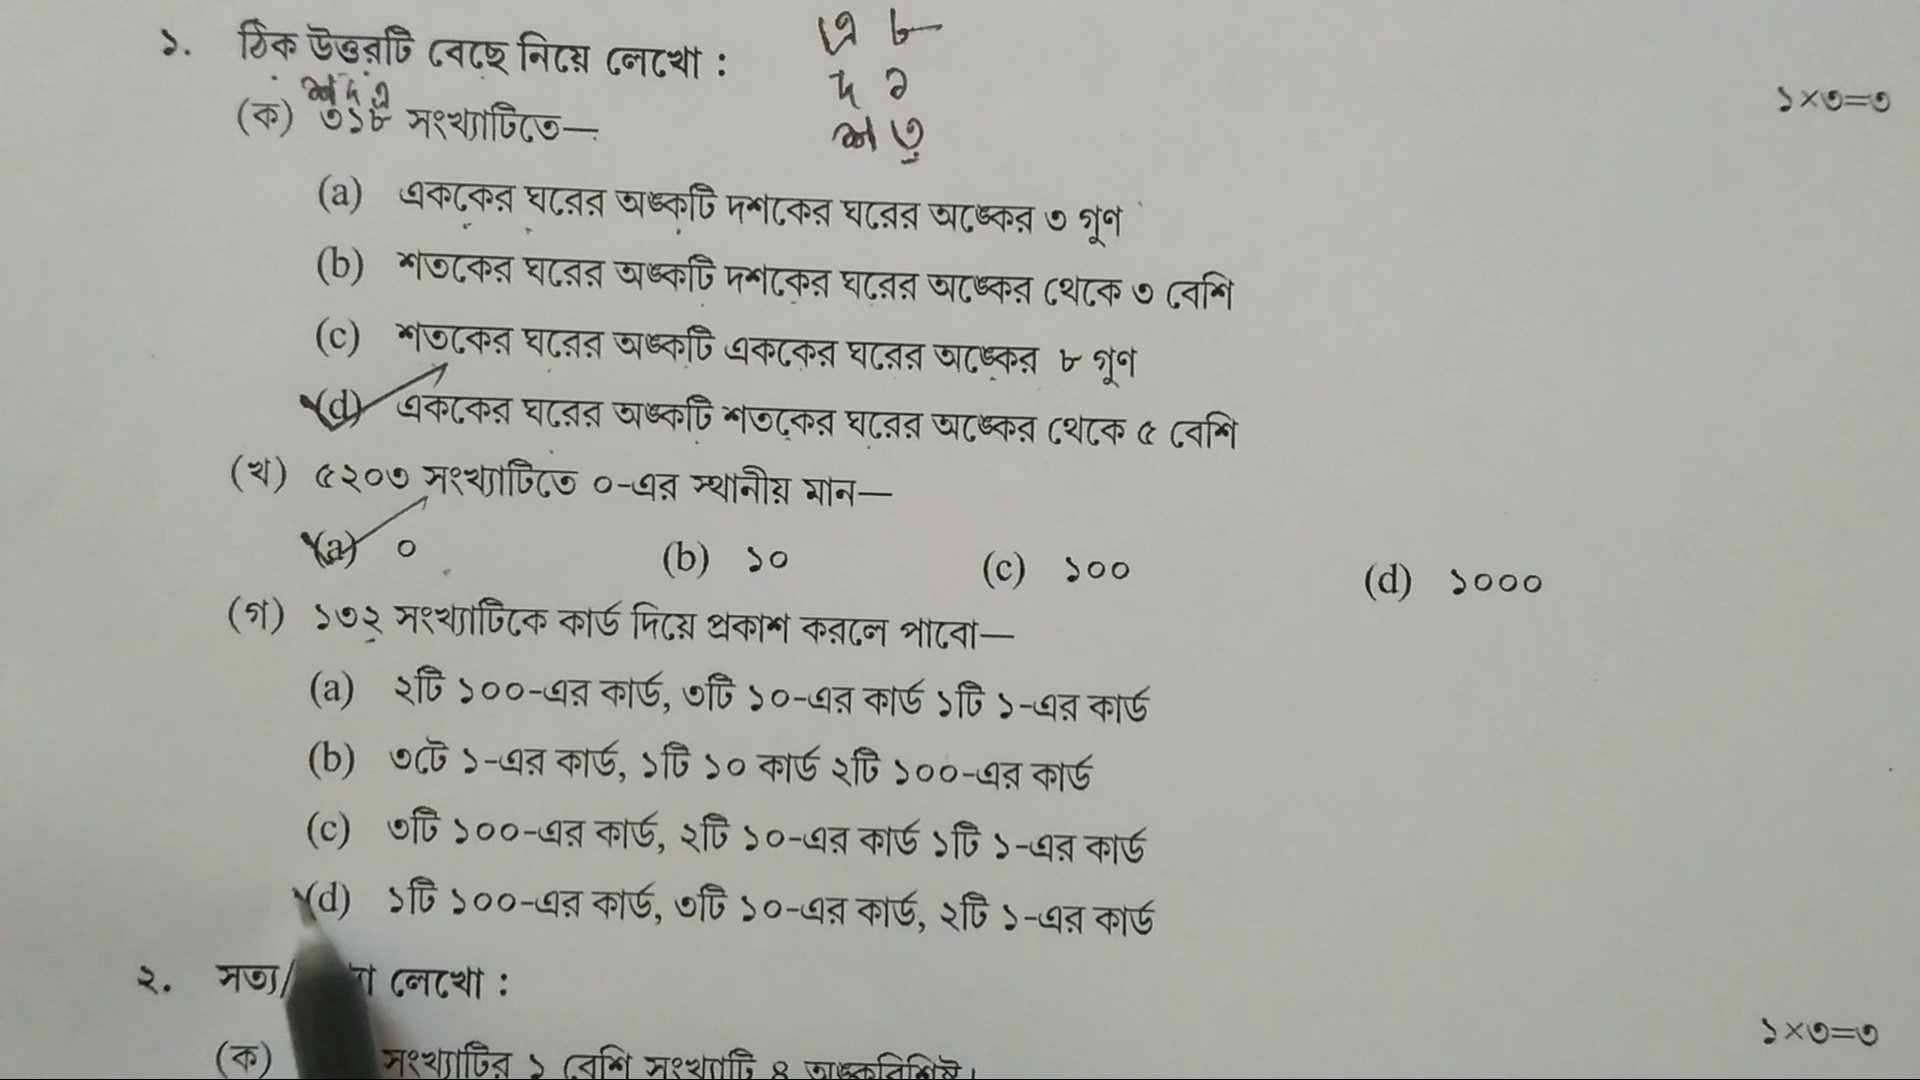 ১. ঠিক উত্তরটি বেছে নিয়ে লেখো :
এ ৮
দ ১
শ ৩
১×৩=৩
শ দ এ
(ক) ৩১৮ সংখ্যাটিতে—
(a) এককের ঘরের অঙ্কটি দশকের ঘরের অঙ্কের ৩ গুণ
(b) শতকের ঘরের অঙ্কটি দশকের ঘরের অঙ্কের থেকে ৩ বেশি
(c) শতকের ঘরের অঙ্কটি এককের ঘরের অঙ্কের ৮ গুণ
(d) এককের ঘরের অঙ্কটি শতকের ঘরের অঙ্কের থেকে ৫ বেশি
(খ) ৫২০৩ সংখ্যাটিতে ০-এর স্থানীয় মান—
(a) ০ (b) ১০ (c) ১০০ (d) ১০০০
(গ) ১৩২ সংখ্যাটিকে কার্ড দিয়ে প্রকাশ করলে পাবো—
(a) ২টি ১০০-এর কার্ড, ৩টি ১০-এর কার্ড ১টি ১-এর কার্ড
(b) ৩টে ১-এর কার্ড, ১টি ১০ কার্ড ২টি ১০০-এর কার্ড
(c) ৩টি ১০০-এর কার্ড, ২টি ১০-এর কার্ড ১টি ১-এর কার্ড
(d) ১টি ১০০-এর কার্ড, ৩টি ১০-এর কার্ড, ২টি ১-এর কার্ড
২. সত্য/ লেখো :
১×৩=৩
(ক) সংখ্যাটির ১ বেশি সংখ্যাটি ৪ অঙ্কবিশিষ্ট।